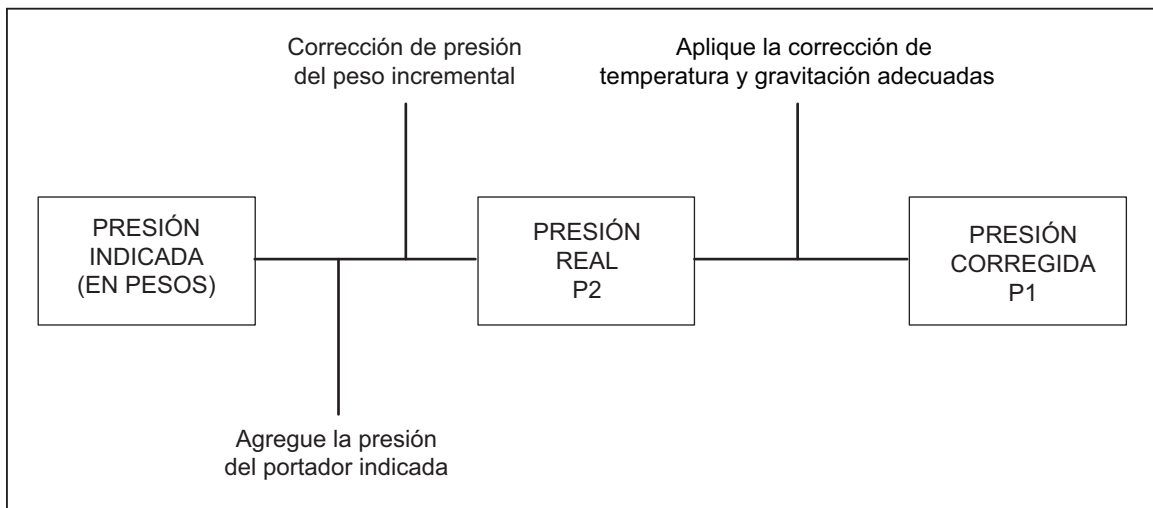 Corrección de presión
del peso incremental
Aplique la corrección de
temperatura y gravitación adecuadas
PRESIÓN
INDICADA
(EN PESOS)
PRESIÓN
REAL
P2
PRESIÓN
CORREGIDA
P1
Agregue la presión
del portador indicada